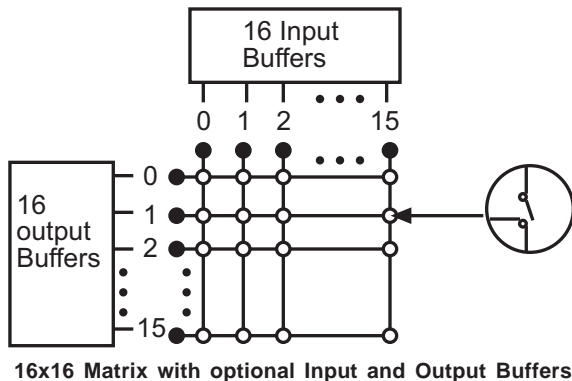 16 Input
Buffers
0 1 2 15
0
1
2
15
16
output
Buffers
16x16 Matrix with optional Input and Output Buffers